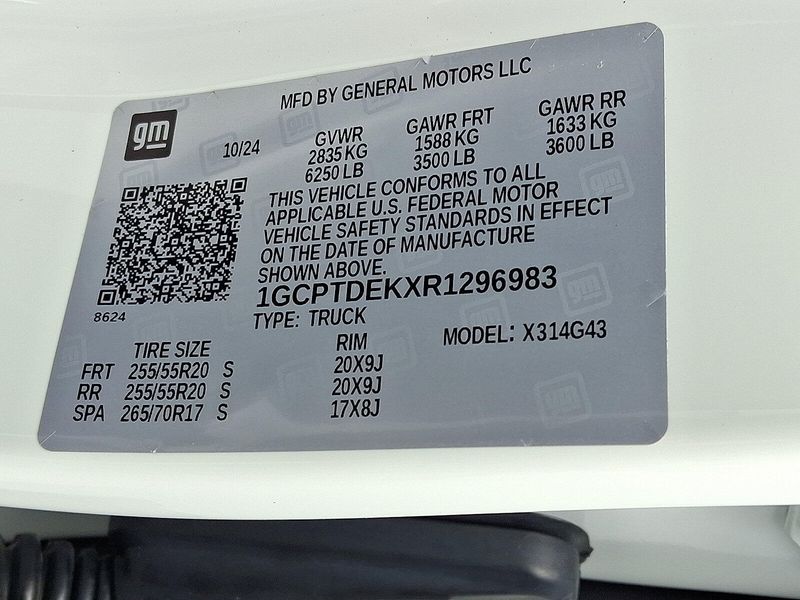 MFD BY GENERAL MOTORS LLC
gm
10/24
GVWR GAWR FRT GAWR RR
2835 KG 1588 KG 1633 KG
6250 LB 3500 LB 3600 LB
THIS VEHICLE CONFORMS TO ALL
APPLICABLE U.S. FEDERAL MOTOR
VEHICLE SAFETY STANDARDS IN EFFECT
ON THE DATE OF MANUFACTURE
SHOWN ABOVE.
1GCPTDEKXR1296983
8624
TYPE: TRUCK MODEL: X314G43
TIRE SIZE RIM
FRT 255/55R20 S 20X9J
RR 255/55R20 S 20X9J
SPA 265/70R17 S 17X8J